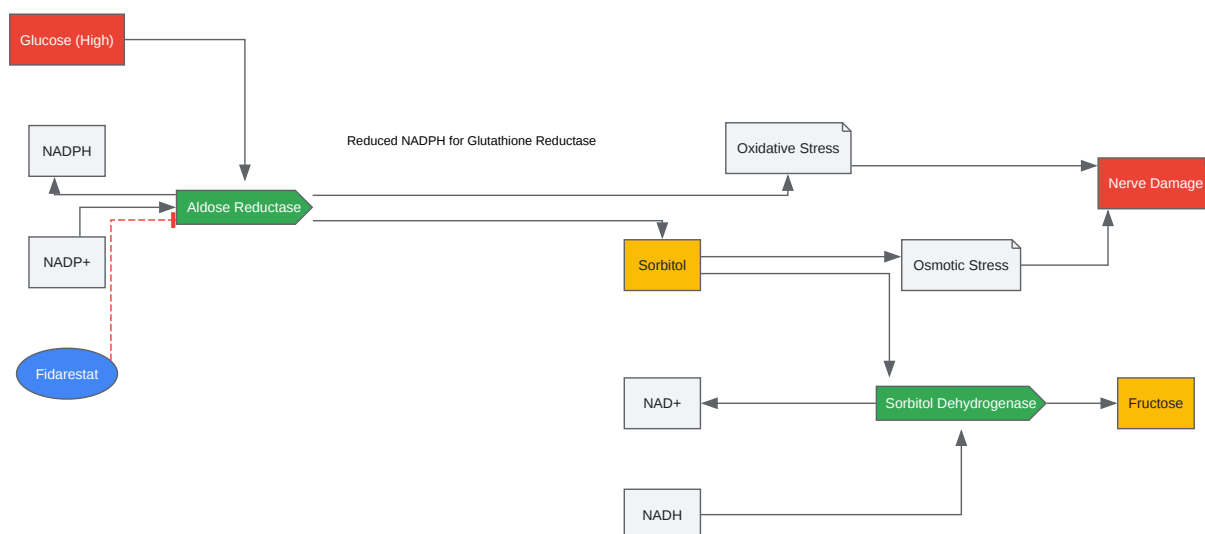 Glucose (High)
NADPH
Reduced NADPH for Glutathione Reductase
Oxidative Stress
Nerve Damage
Aldose Reductase
NADP+
Sorbitol
Osmotic Stress
Fidarestat
NAD+
Sorbitol Dehydrogenase
Fructose
NADH